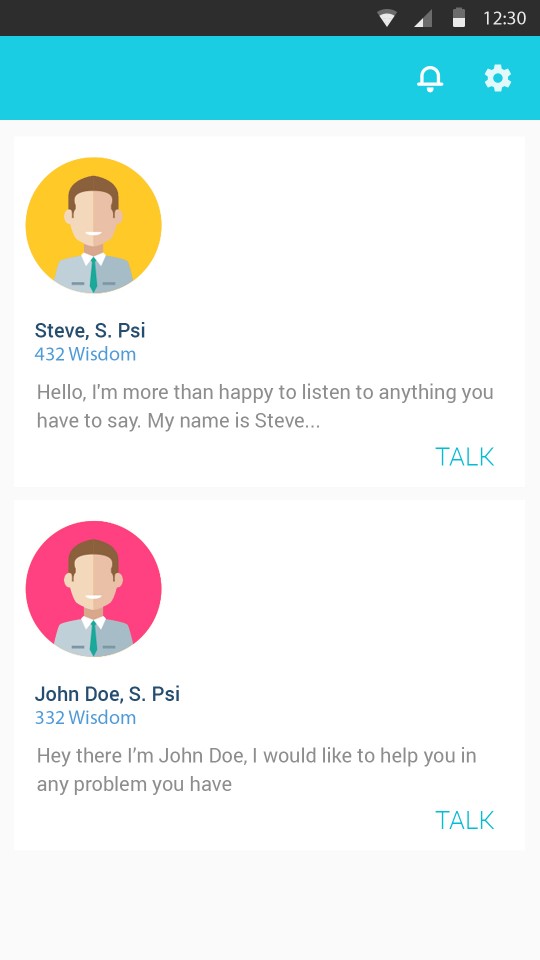 12:30
Steve, S. Psi
432 Wisdom
Hello, I'm more than happy to listen to anything you
have to say. My name is Steve...
TALK
John Doe, S. Psi
332 Wisdom
Hey there I’m John Doe, I would like to help you in
any problem you have
TALK